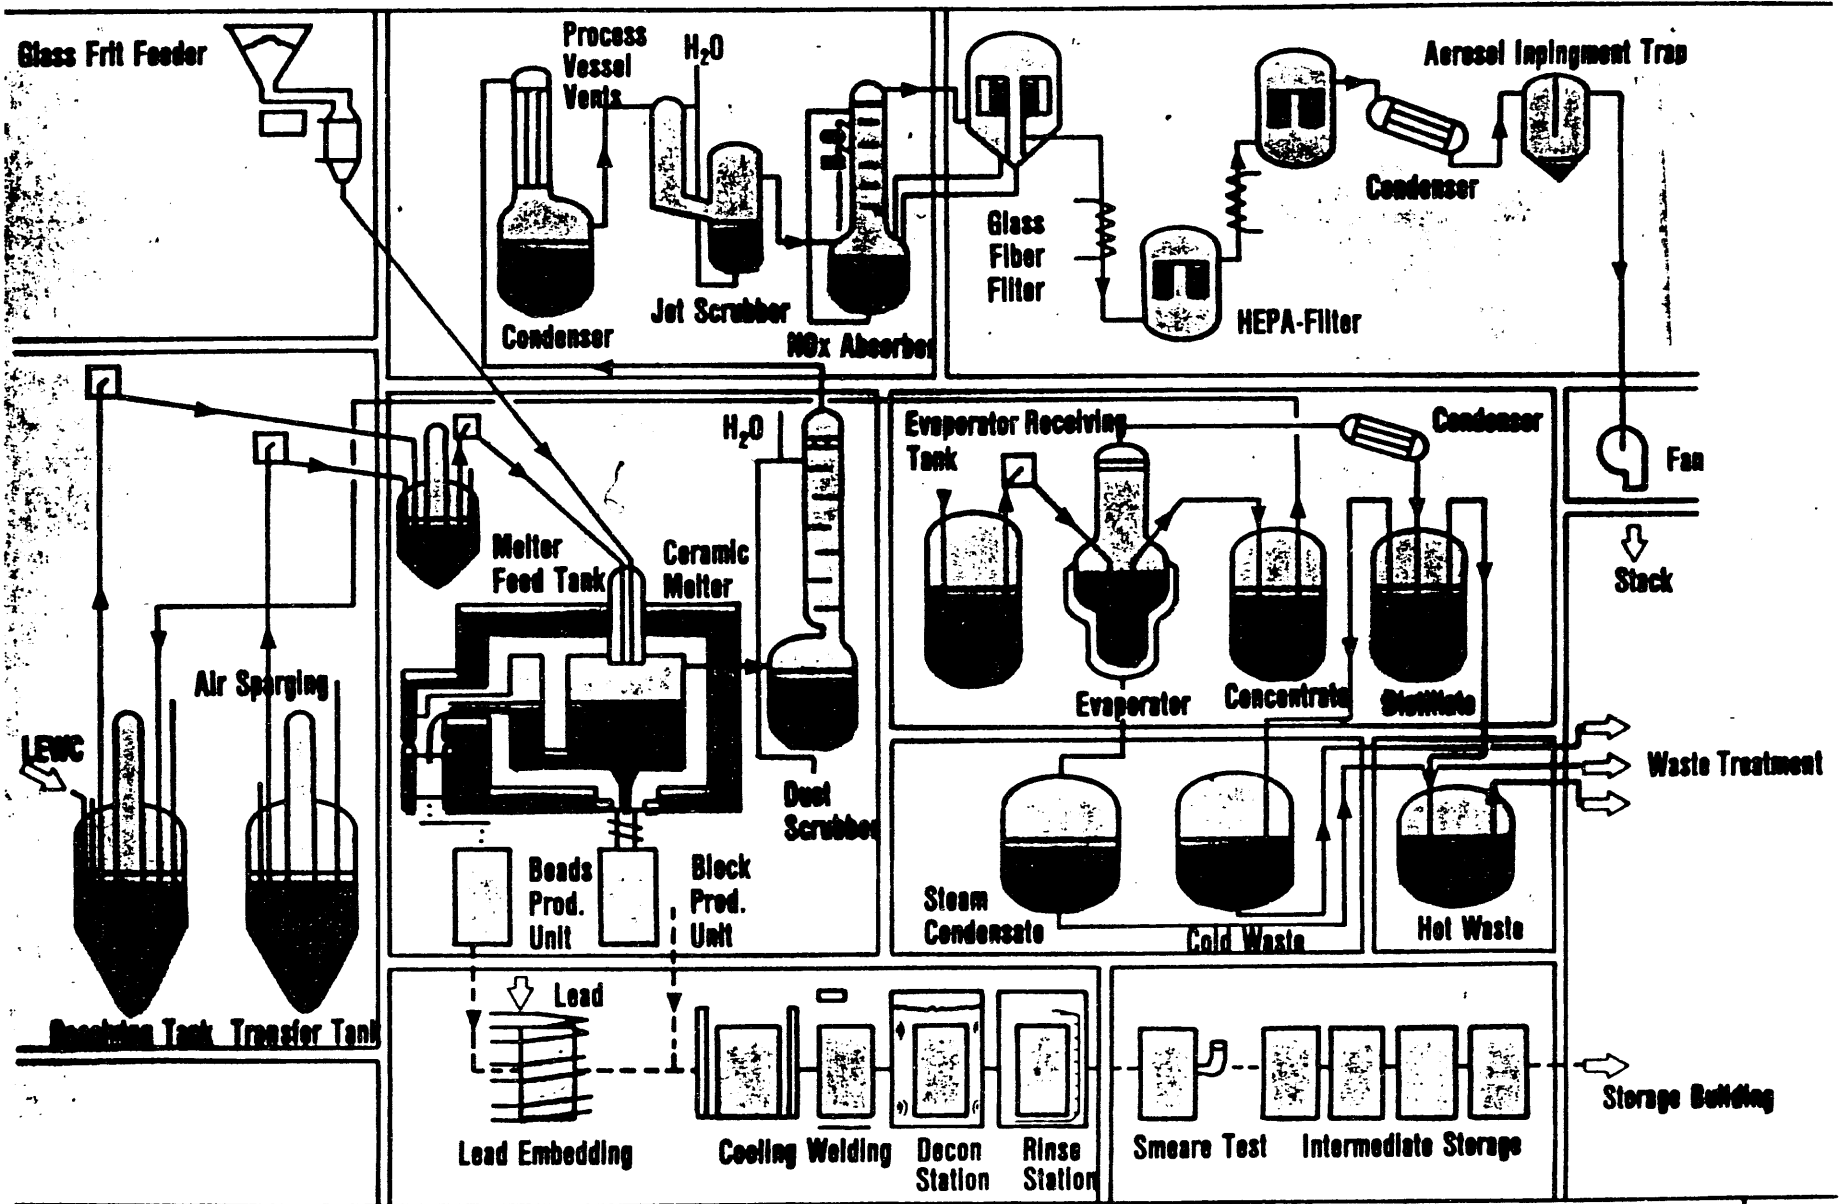 Glass Frit Feeder
Process
Vessel
Vents
H₂O
Aerosel Inpingment Trap
Condenser
Glass
Fiber
Filter
HEPA-Filter
Jet Scrubber
Condenser
NOx Absorber
H₂O
Evaporator Receiving
Tank
Condenser
Fan
Melter
Feed Tank
Ceramic
Melter
Stack
Air Sparging
Evaporator
Concentrate
Distillate
LEWC
Waste Treatment
Dust
Scrubber
Beads
Prod.
Unit
Block
Prod.
Unit
Steam
Condensate
Cold Waste
Hot Waste
Receiving Tank
Transfer Tank
Lead
Lead Embedding
Cooling
Welding
Decon
Station
Rinse
Station
Smeare Test
Intermediate Storage
Storage Building